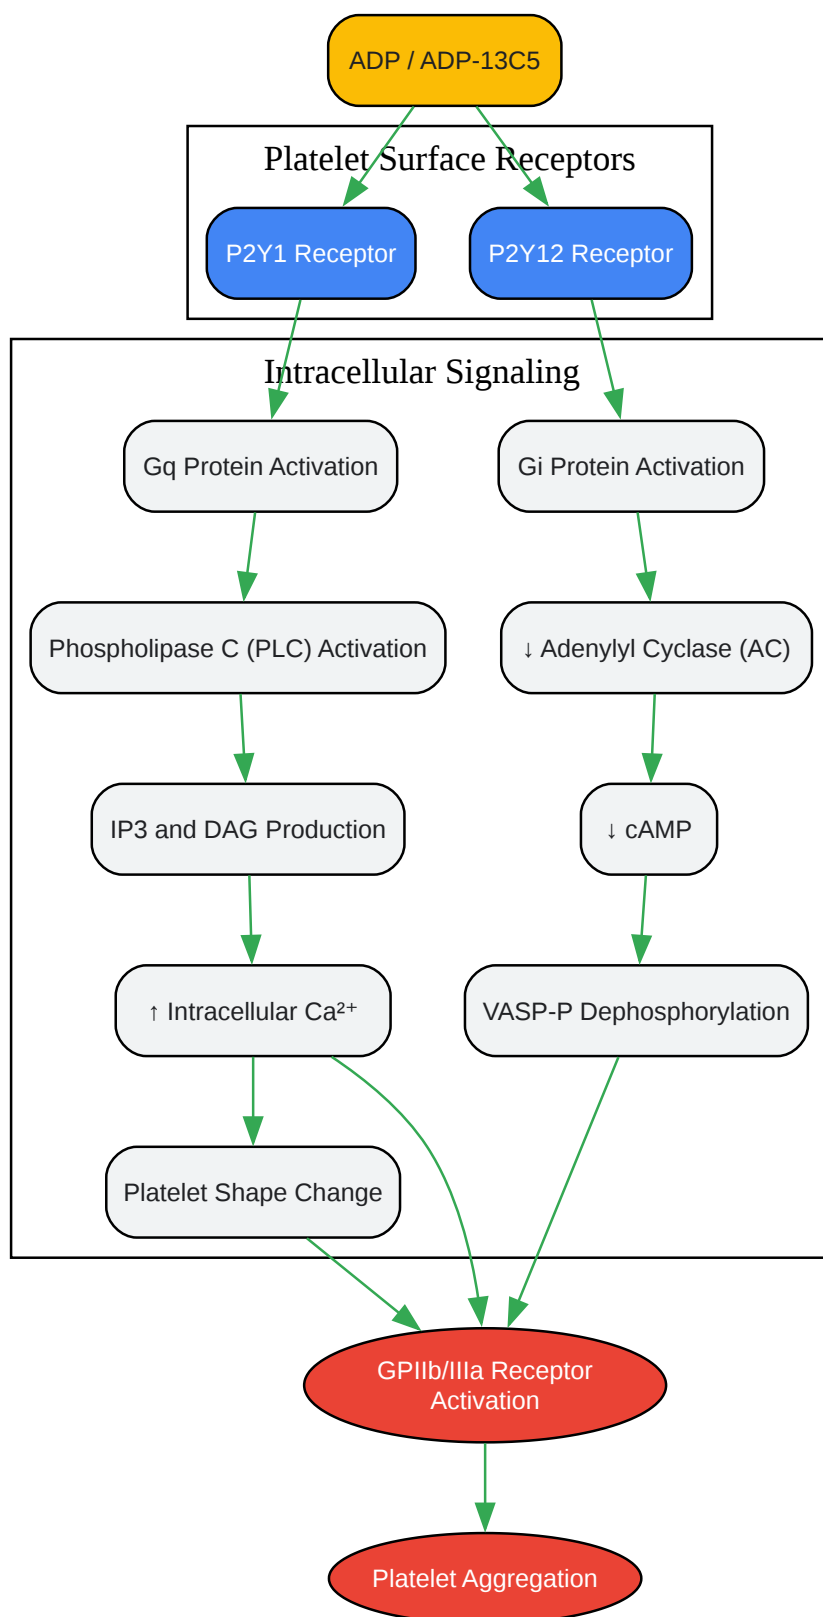 ADP / ADP-13C5
Platelet Surface Receptors
P2Y1 Receptor
P2Y12 Receptor
Intracellular Signaling
Gq Protein Activation
Gi Protein Activation
Phospholipase C (PLC) Activation
↓ Adenylyl Cyclase (AC)
IP3 and DAG Production
↓ cAMP
↑ Intracellular Ca²⁺
VASP-P Dephosphorylation
Platelet Shape Change
GPIIb/IIIa Receptor
Activation
Platelet Aggregation